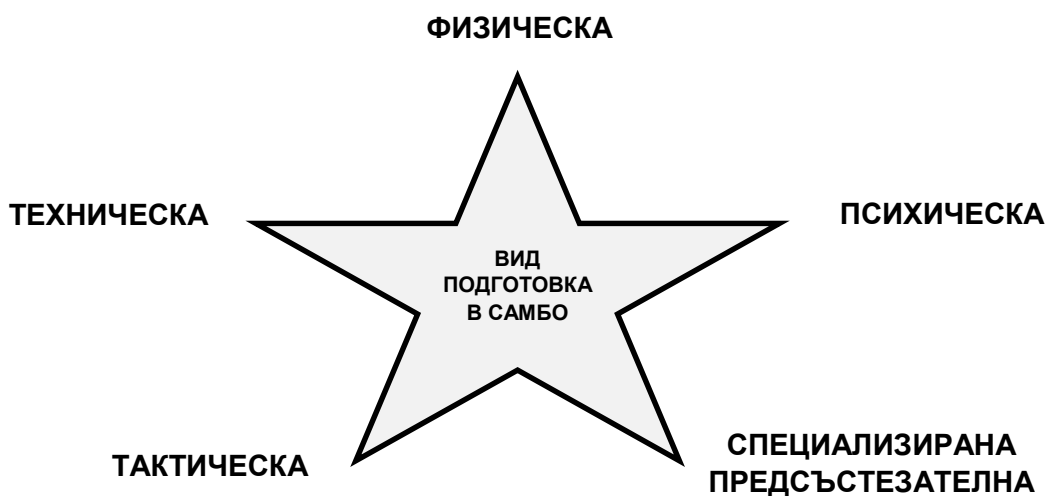 ФИЗИЧЕСКА
ТЕХНИЧЕСКА
ПСИХИЧЕСКА
ВИД
ПОДГОТОВКА
В САМБО
ТАКТИЧЕСКА
СПЕЦИАЛИЗИРАНА
ПРЕДСЪСТЕЗАТЕЛНА